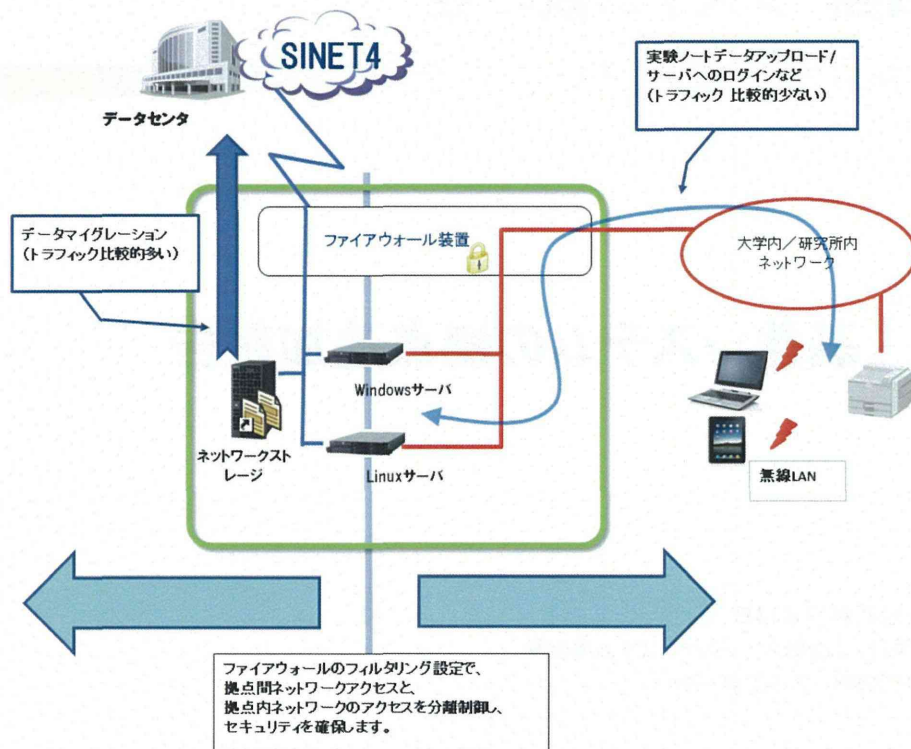 SINET4
データセンタ
実験ノートデータアップロード/
サーバへのログインなど
(トラフィック 比較的少ない)
データマイグレーション
(トラフィック比較的多い)
ファイアウォール装置
大学内／研究所内
ネットワーク
Windowsサーバ
ネットワークスト
レージ
Linuxサーバ
無線LAN
ファイアウォールのフィルタリング設定で、
拠点間ネットワークアクセスと、
拠点内ネットワークのアクセスを分離制御し、
セキュリティを確保します。